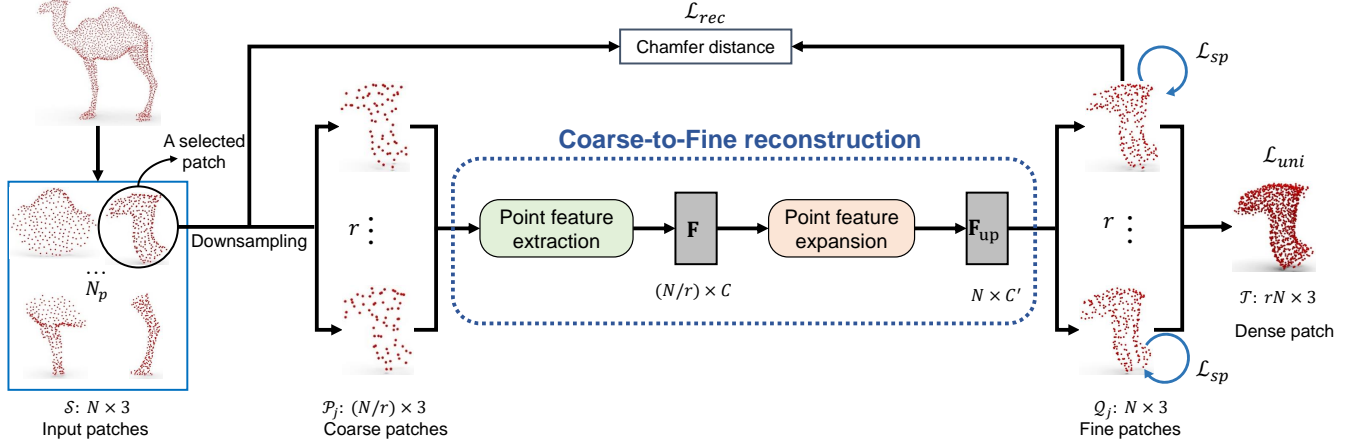 ℒ_rec
Chamfer distance
ℒ_sp
A selected
patch
Coarse-to-Fine reconstruction
ℒ_uni
Downsampling
r ⋮
Point feature
extraction
F
Point feature
expansion
F_up
r ⋮
...
N_p
(N/r) × C
N × C′
𝒯: rN × 3
Dense patch
ℒ_sp
𝒮: N × 3
Input patches
𝒫_j: (N/r) × 3
Coarse patches
𝒬_j: N × 3
Fine patches